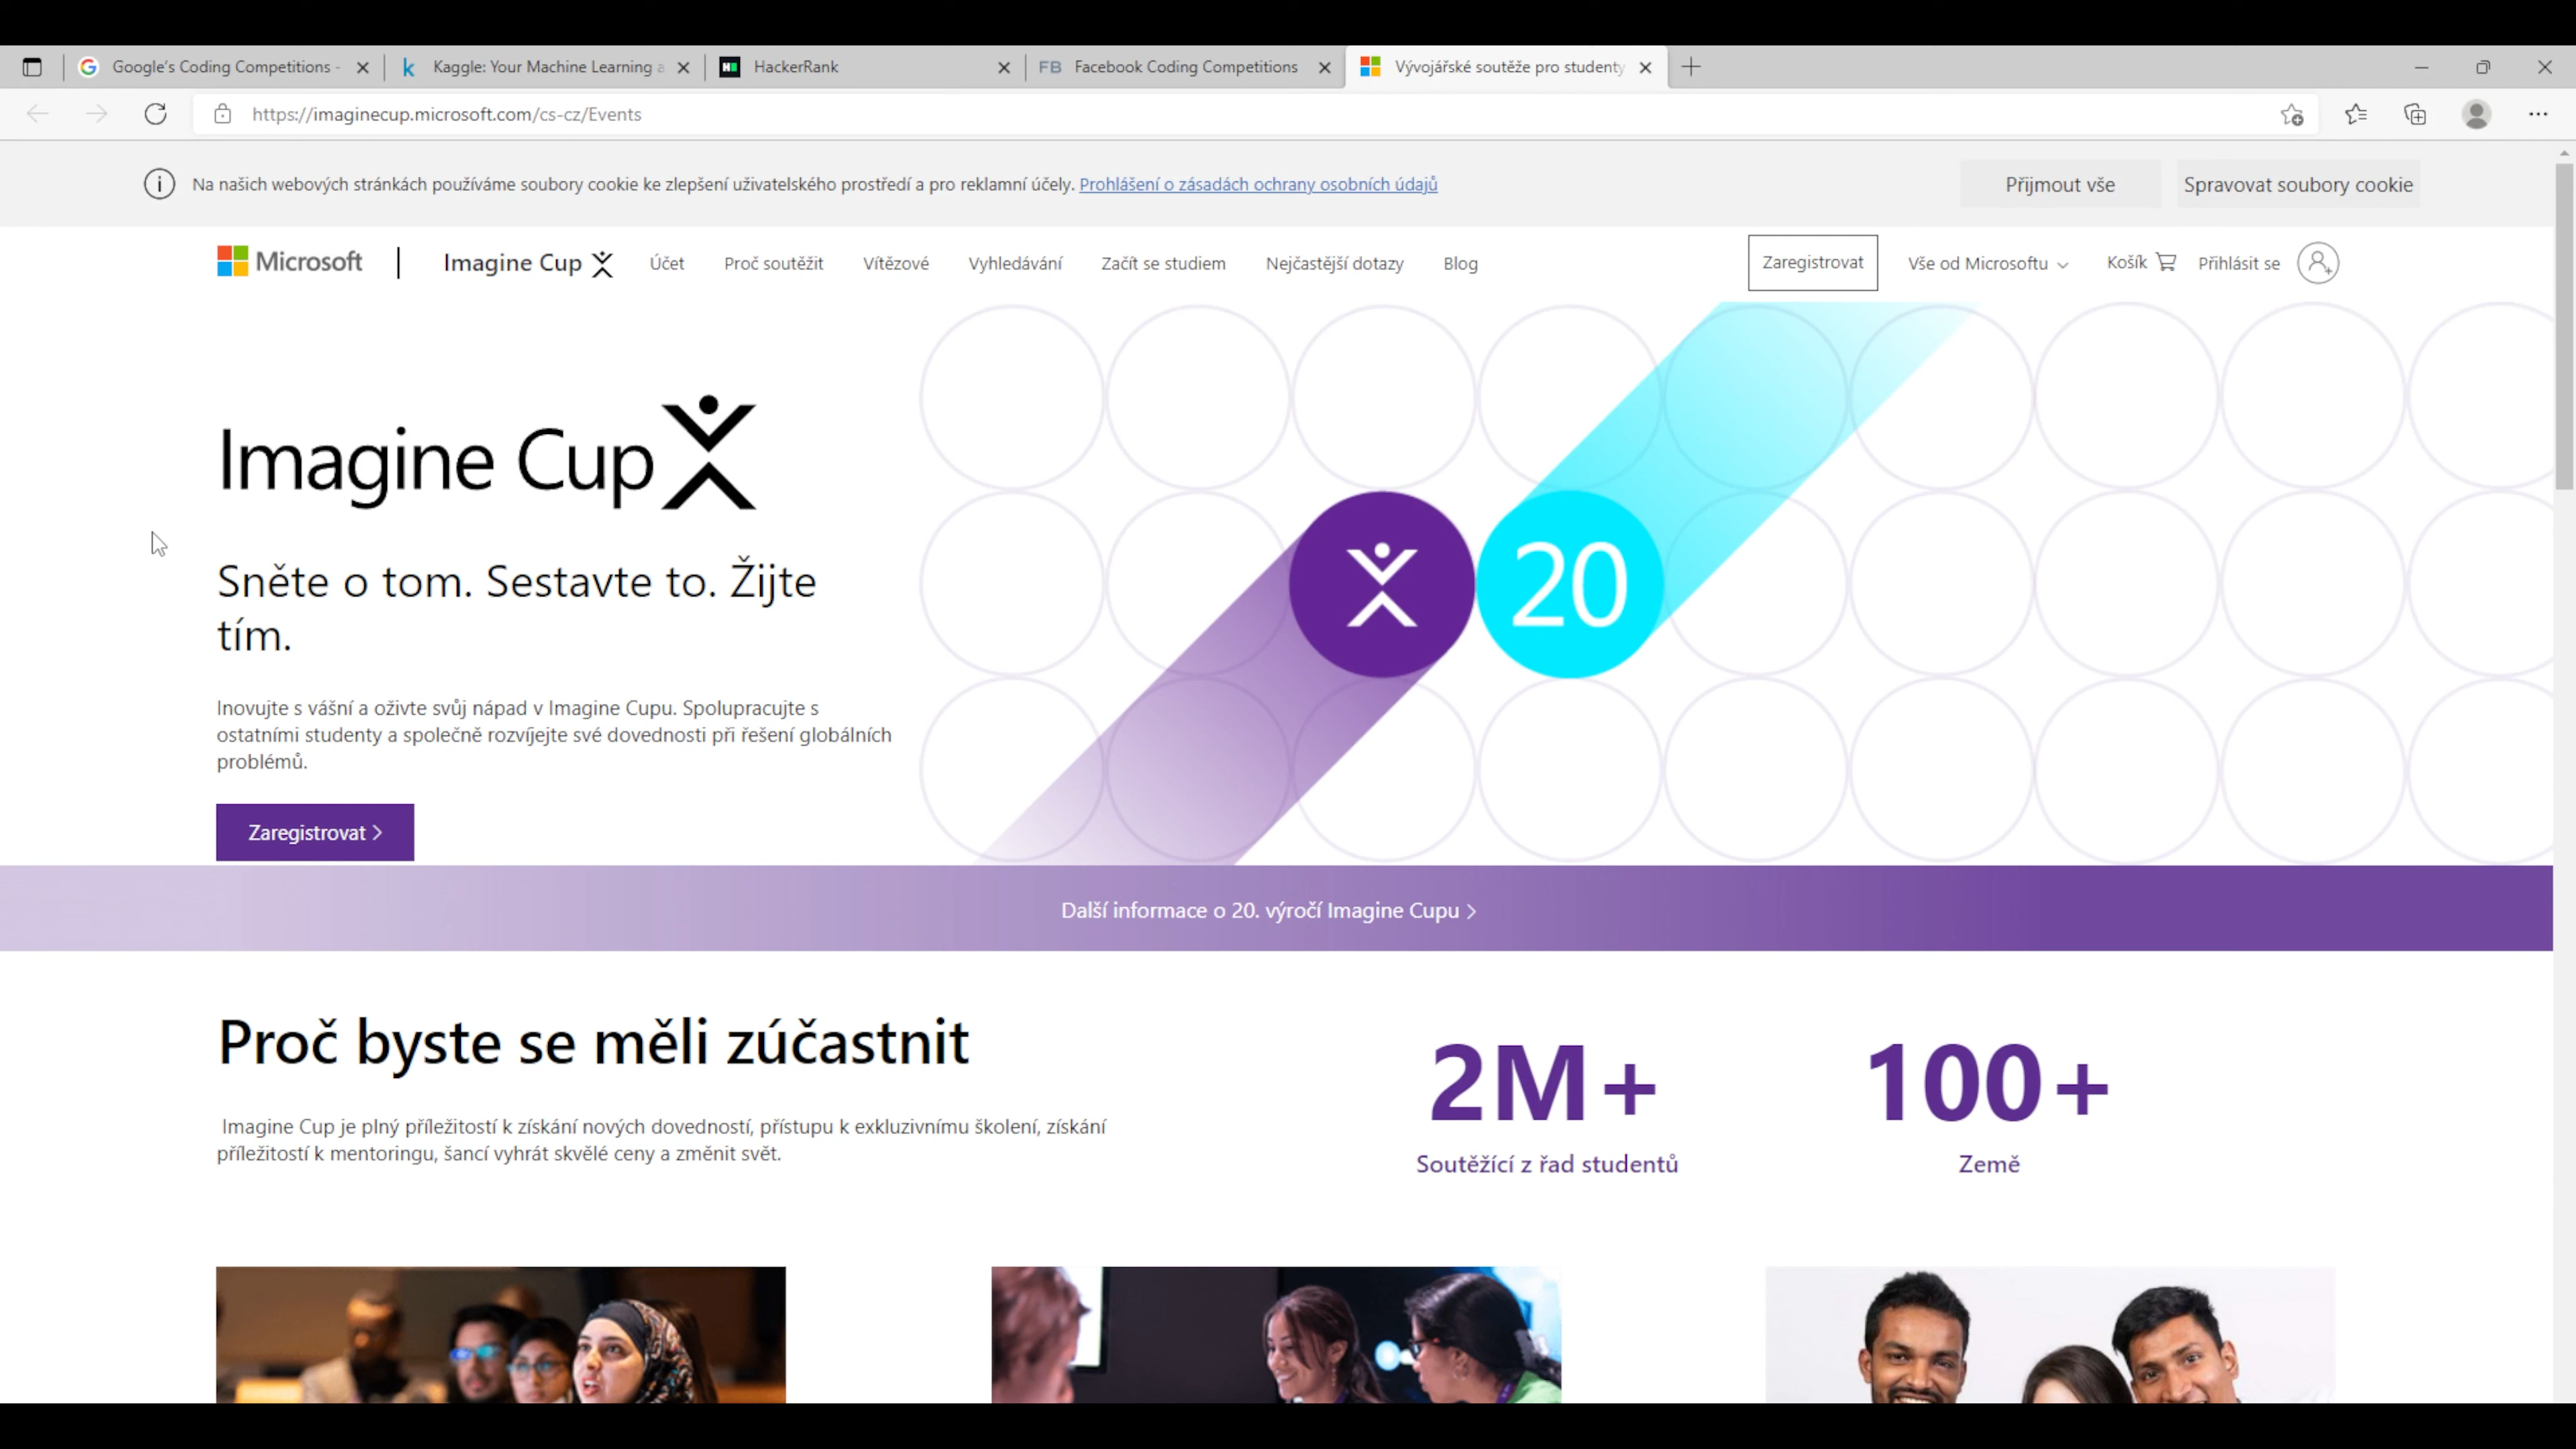 Google's Coding Competitions -
Kaggle: Your Machine Learning a
HackerRank
FB Facebook Coding Competitions
Vývojářské soutěže pro studenty
https://imaginecup.microsoft.com/cs-cz/Events
Na našich webových stránkách používáme soubory cookie ke zlepšení uživatelského prostředí a pro reklamní účely. Prohlášení o zásadách ochrany osobních údajů
Přijmout vše
Spravovat soubory cookie
Microsoft
Imagine Cup
Účet
Proč soutěžit
Vítězové
Vyhledávání
Začít se studiem
Nejčastější dotazy
Blog
Zaregistrovat
Vše od Microsoftu
Košík
Přihlásit se
Imagine Cup
Sněte o tom. Sestavte to. Žijte
tím.
Inovujte s vášní a oživte svůj nápad v Imagine Cupu. Spolupracujte s
ostatními studenty a společně rozvíjejte své dovednosti při řešení globálních
problémů.
Zaregistrovat >
20
Další informace o 20. výročí Imagine Cupu >
Proč byste se měli zúčastnit
Imagine Cup je plný příležitostí k získání nových dovedností, přístupu k exkluzivnímu školení, získání
příležitostí k mentoringu, šancí vyhrát skvělé ceny a změnit svět.
2M+
Soutěžící z řad studentů
100+
Země